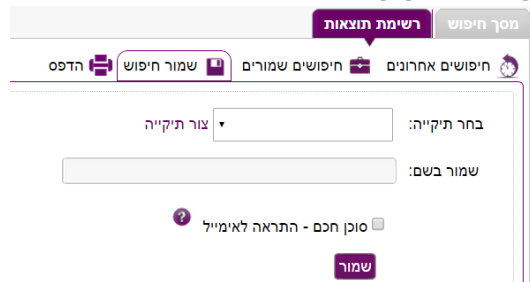 מסך חיפוש רשימת תוצאות
חיפושים אחרונים חיפושים שמורים שמור חיפוש הדפס
בחר תיקייה: צור תיקייה
שמור בשם:
סוכן חכם - התראה לאימייל ?
שמור